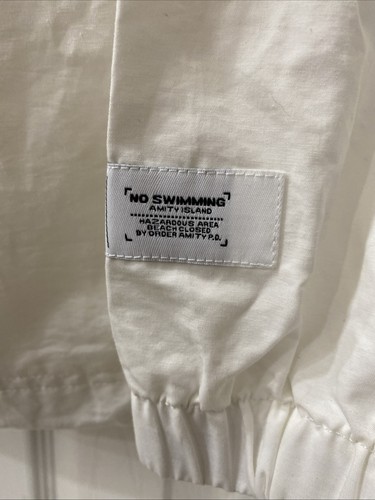 NO SWIMMING
AMITY ISLAND
HAZARDOUS AREA
BEACH CLOSED
BY ORDER AMITY P.D.